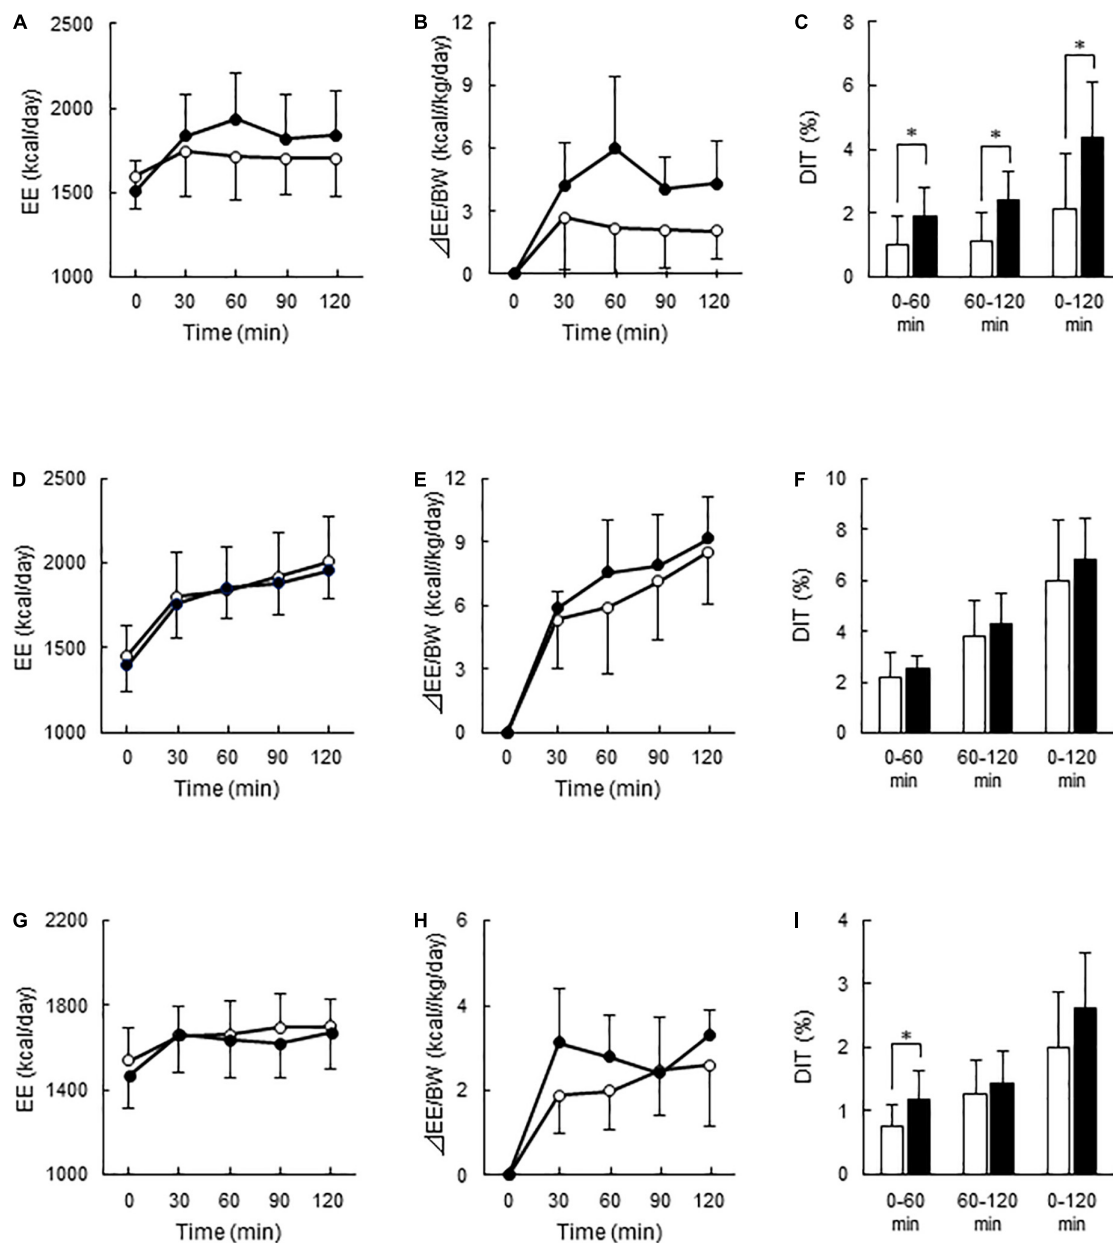 A
EE (kcal/day)
2500
2000
1500
1000
0 30 60 90 120
Time (min)
B
⊿EE/BW (kcal//kg/day)
12
9
6
3
0
0 30 60 90 120
Time (min)
C
DIT (%)
8
6
4
2
0
* * *
0-60 60-120 0-120
min min min
D
EE (kcal/day)
2500
2000
1500
1000
0 30 60 90 120
Time (min)
E
⊿EE/BW (kcal//kg/day)
12
9
6
3
0
0 30 60 90 120
Time (min)
F
DIT (%)
10
8
6
4
2
0
0-60 60-120 0-120
min min min
G
EE (kcal/day)
2200
1800
1400
1000
0 30 60 90 120
Time (min)
H
⊿EE/BW (kcal//kg/day)
6
4
2
0
0 30 60 90 120
Time (min)
I
DIT (%)
4
3
2
1
0
*
0-60 60-120 0-120
min min min